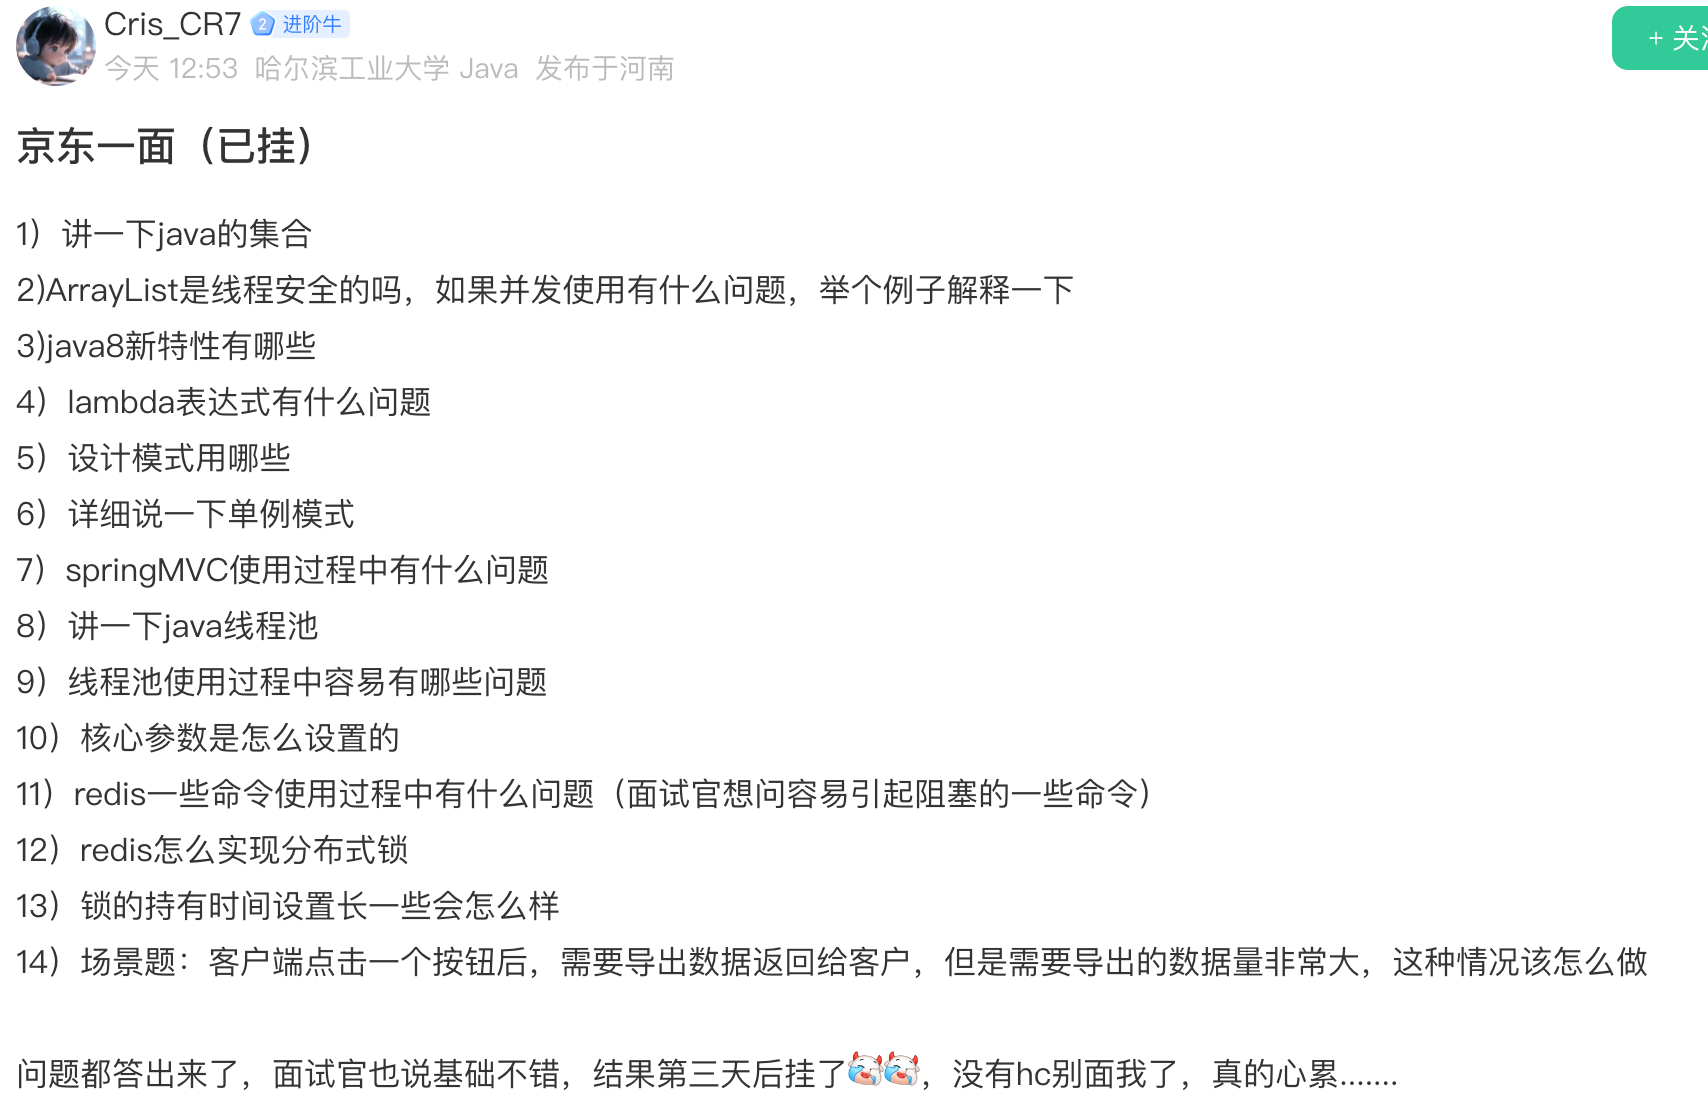 Cris_CR7 2 进阶牛
+ 关
今天 12:53 哈尔滨工业大学 Java 发布于河南
京东一面（已挂）
1）讲一下java的集合
2)ArrayList是线程安全的吗，如果并发使用有什么问题，举个例子解释一下
3)java8新特性有哪些
4）lambda表达式有什么问题
5）设计模式用哪些
6）详细说一下单例模式
7）springMVC使用过程中有什么问题
8）讲一下java线程池
9）线程池使用过程中容易有哪些问题
10）核心参数是怎么设置的
11）redis一些命令使用过程中有什么问题（面试官想问容易引起阻塞的一些命令）
12）redis怎么实现分布式锁
13）锁的持有时间设置长一些会怎么样
14）场景题：客户端点击一个按钮后，需要导出数据返回给客户，但是需要导出的数据量非常大，这种情况该怎么做
问题都答出来了，面试官也说基础不错，结果第三天后挂了，没有hc别面我了，真的心累.......